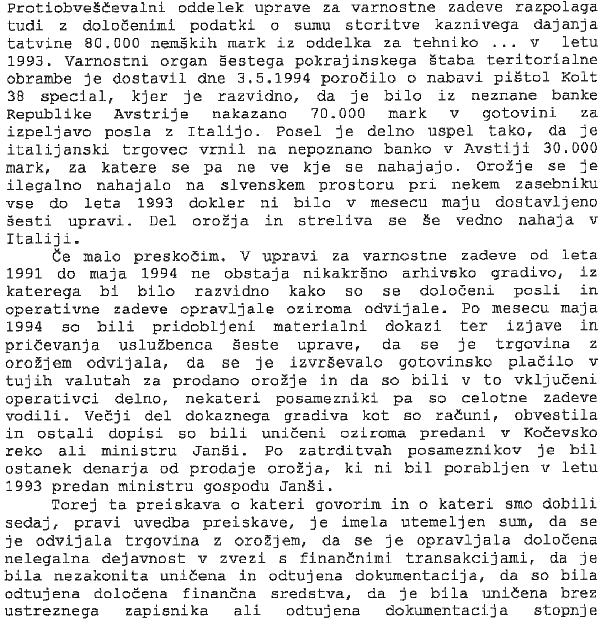 Protiobveščevalni oddelek uprave za varnostne zadeve razpolaga
tudi z določenimi podatki o sumu storitve kaznivega dajanja
tatvine 80.000 nemških mark iz oddelka za tehniko ... v letu
1993. Varnostni organ šestega pokrajinskega štaba teritorialne
obrambe je dostavil dne 3.5.1994 poročilo o nabavi pištol Kolt
38 special, kjer je razvidno, da je bilo iz neznane banke
Republike Avstrije nakazano 70.000 mark v gotovini za
izpeljavo posla z Italijo. Posel je delno uspel tako, da je
italijanski trgovec vrnil na nepoznano banko v Avstiji 30.000
mark, za katere se pa ne ve kje se nahajajo. Orožje se je
ilegalno nahajalo na slvenskem prostoru pri nekem zasebniku
vse do leta 1993 dokler ni bilo v mesecu maju dostavljeno
šesti upravi. Del orožja in streliva se še vedno nahaja v
Italiji.
Če malo preskočim. V upravi za varnostne zadeve od leta
1991 do maja 1994 ne obstaja nikakršno arhivsko gradivo, iz
katerega bi bilo razvidno kako so se določeni posli in
operativne zadeve opravljale oziroma odvijale. Po mesecu maja
1994 so bili pridobljeni materialni dokazi ter izjave in
pričevanja uslužbenca šeste uprave, da se je trgovina z
orožjem odvijala, da se je izvrševalo gotovinsko plačilo v
tujih valutah za prodano orožje in da so bili v to vključeni
operativci delno, nekateri posamezniki pa so celotne zadeve
vodili. Večji del dokaznega gradiva kot so računi, obvestila
in ostali dopisi so bili uničeni oziroma predani v Kočevsko
reko ali ministru Janši. Po zatrditvah posameznikov je bil
ostanek denarja od prodaje orožja, ki ni bil porabljen v letu
1993 predan ministru gospodu Janši.
Torej ta preiskava o kateri govorim in o kateri smo dobili
sedaj, pravi uvedba preiskave, je imela utemeljen sum, da se
je odvijala trgovina z orožjem, da se je opravljala določena
nelegalna dejavnost v zvezi s finančnimi transakcijami, da je
bila nezakonita uničena in odtujena dokumentacija, da so bila
odtujena določena finančna sredstva, da je bila uničena brez
ustreznega zapisnika ali odtujena dokumentacija stopnje